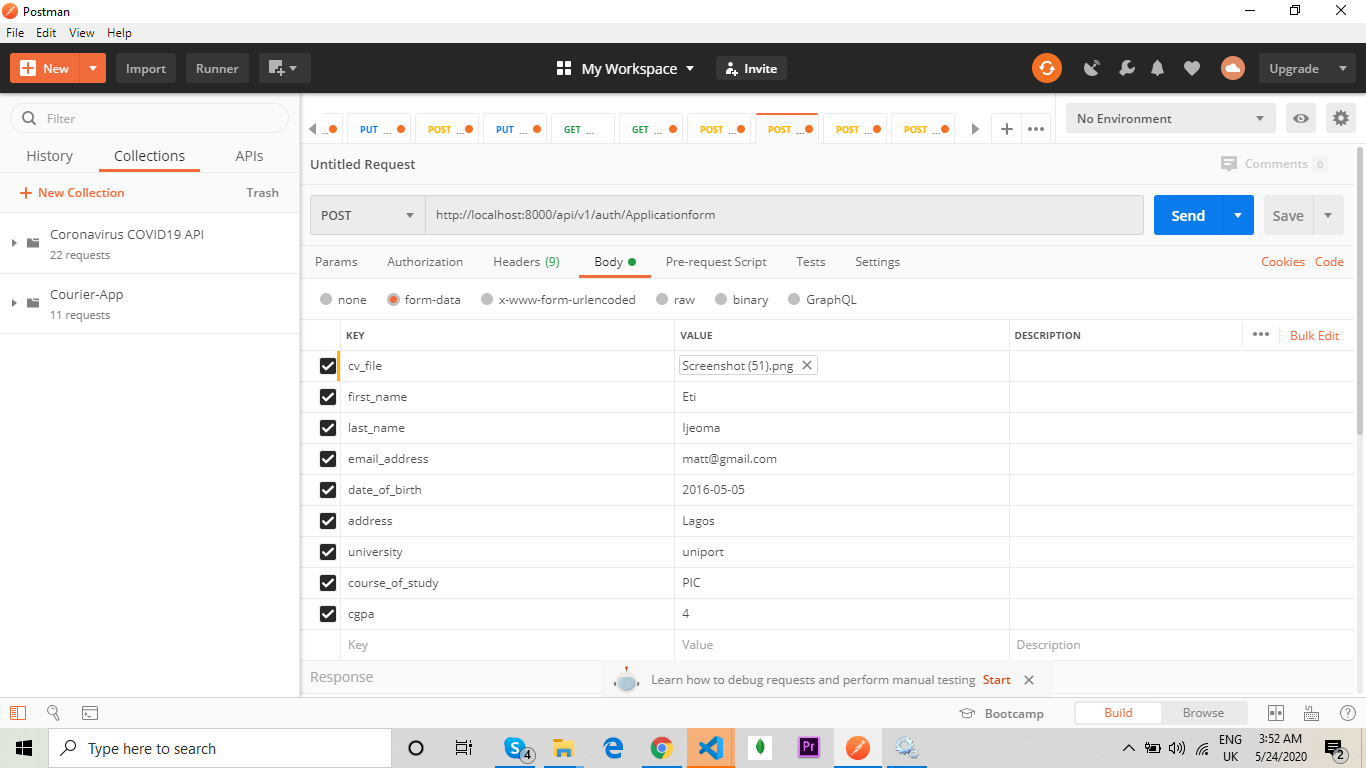 Postman
File Edit View Help
New Import Runner My Workspace Invite Upgrade
Filter
History Collections APIs
New Collection Trash
Coronavirus COVID19 API
22 requests
Courier-App
11 requests
... PUT ... POST ... PUT ... GET ... GET ... POST ... POST ... POST ... POST ... No Environment
Untitled Request Comments 0
POST http://localhost:8000/api/v1/auth/Applicationform Send Save
Params Authorization Headers (9) Body Pre-request Script Tests Settings Cookies Code
none form-data x-www-form-urlencoded raw binary GraphQL
KEY VALUE DESCRIPTION ••• Bulk Edit
cv_file Screenshot (51).png
first_name Eti
last_name Ijeoma
email_address matt@gmail.com
date_of_birth 2016-05-05
address Lagos
university uniport
course_of_study PIC
cgpa 4
Key Value Description
Response
Learn how to debug requests and perform manual testing Start
Bootcamp Build Browse
Type here to search
S 4 Pr ENG 3:52 AM
UK 5/24/2020 2